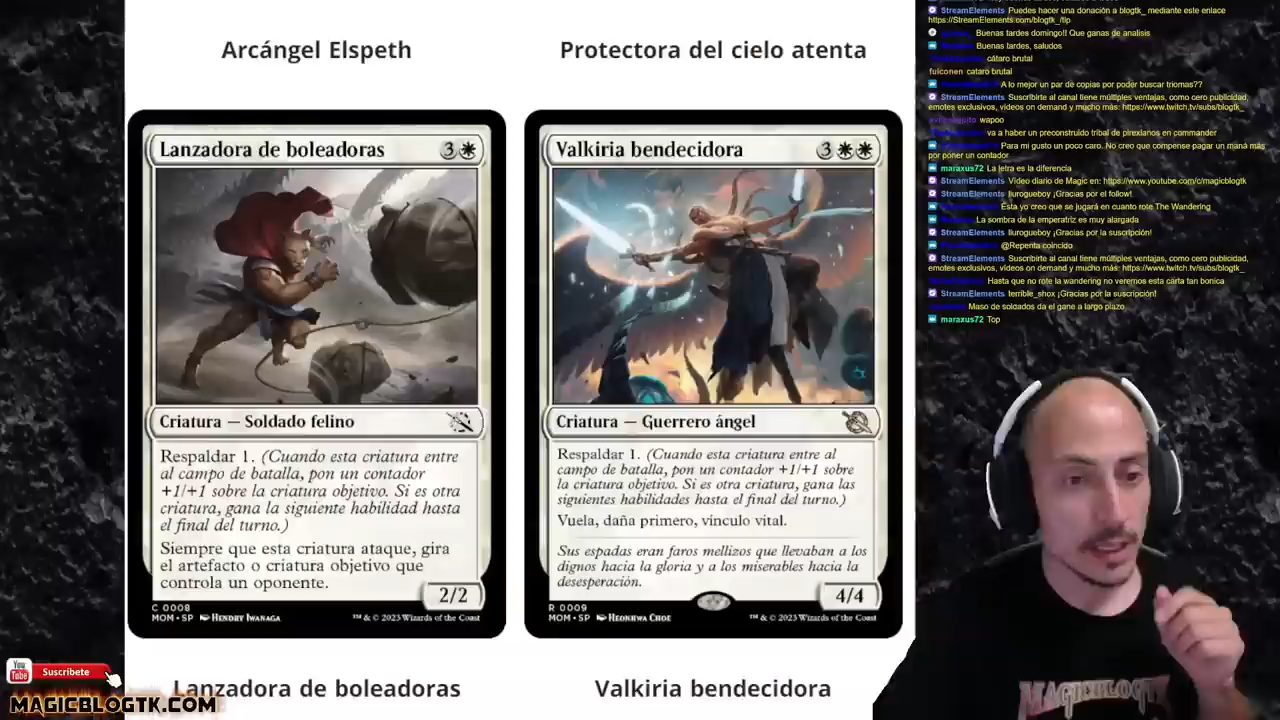 Arcángel Elspeth
Protectora del cielo atenta
Lanzadora de boleadoras
3
Criatura — Soldado felino
Respaldar 1. (Cuando esta criatura entre
al campo de batalla, pon un contador
+1/+1 sobre la criatura objetivo. Si es otra
criatura, gana la siguiente habilidad hasta
el final del turno.)
Siempre que esta criatura ataque, gira
el artefacto o criatura objetivo que
controla un oponente.
2/2
C 0008
MOM • SP Hendry Iwanaga
™ & © 2023 Wizards of the Coast
Valkiria bendecidora
3
Criatura — Guerrero ángel
Respaldar 1. (Cuando esta criatura entre al
campo de batalla, pon un contador +1/+1 sobre
la criatura objetivo. Si es otra criatura, gana las
siguientes habilidades hasta el final del turno.)
Vuela, daña primero, vínculo vital.
Sus espadas eran faros mellizos que llevaban a los
dignos hacia la gloria y a los miserables hacia la
desesperación.
4/4
R 0009
MOM • SP Heonhwa Choe
™ & © 2023 Wizards of the Coast
Lanzadora de boleadoras
Valkiria bendecidora
You
Tube
Suscríbete
MAGICBLOGTK.COM
StreamElements Puedes hacer una donación a blogtk_ mediante este enlace
https://StreamElements.com/blogtk_/tip
Buenas tardes domingo!! Que ganas de analisis
Buenas tardes, saludos
cátaro brutal
fulconen cataro brutal
A lo mejor un par de copias por poder buscar triomas??
StreamElements Suscribirte al canal tiene múltiples ventajas, como cero publicidad,
emotes exclusivos, vídeos on demand y mucho más: https://www.twitch.tv/subs/blogtk_
wapoo
va a haber un preconstruido tribal de pirexianos en commander
Para mi gusto un poco caro. No creo que compense pagar un maná más
por poner un contador
maraxus72 La letra es la diferencia
StreamElements Vídeo diario de Magic en: https://www.youtube.com/c/magicblogtk
StreamElements liurogueboy ¡Gracias por el follow!
Ésta yo creo que se jugará en cuanto rote The Wandering
La sombra de la emperatriz es muy alargada
StreamElements liurogueboy ¡Gracias por la suscripción!
@Repenta coincido
StreamElements Suscribirte al canal tiene múltiples ventajas, como cero publicidad,
emotes exclusivos, vídeos on demand y mucho más: https://www.twitch.tv/subs/blogtk_
Hasta que no rote la wandering no veremos esta carta tan bonica
StreamElements terrible_shox ¡Gracias por la suscripción!
Maso de soldados da el gane a largo plazo
maraxus72 Top
MAGICBLOGTK